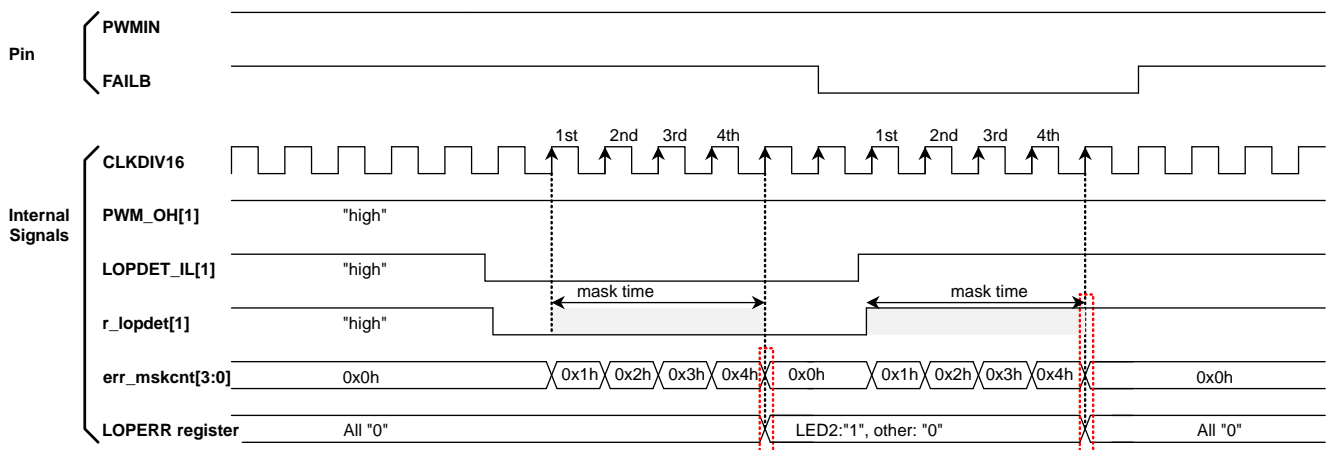 PWMIN
Pin
FAILB
1st 2nd 3rd 4th 1st 2nd 3rd 4th
CLKDIV16
Internal
Signals
PWM_OH[1] "high"
LOPDET_IL[1] "high"
mask time mask time
r_lopdet[1] "high"
err_mskcnt[3:0] 0x0h 0x1h 0x2h 0x3h 0x4h 0x0h 0x1h 0x2h 0x3h 0x4h 0x0h
LOPERR register All "0" LED2:"1", other: "0" All "0"